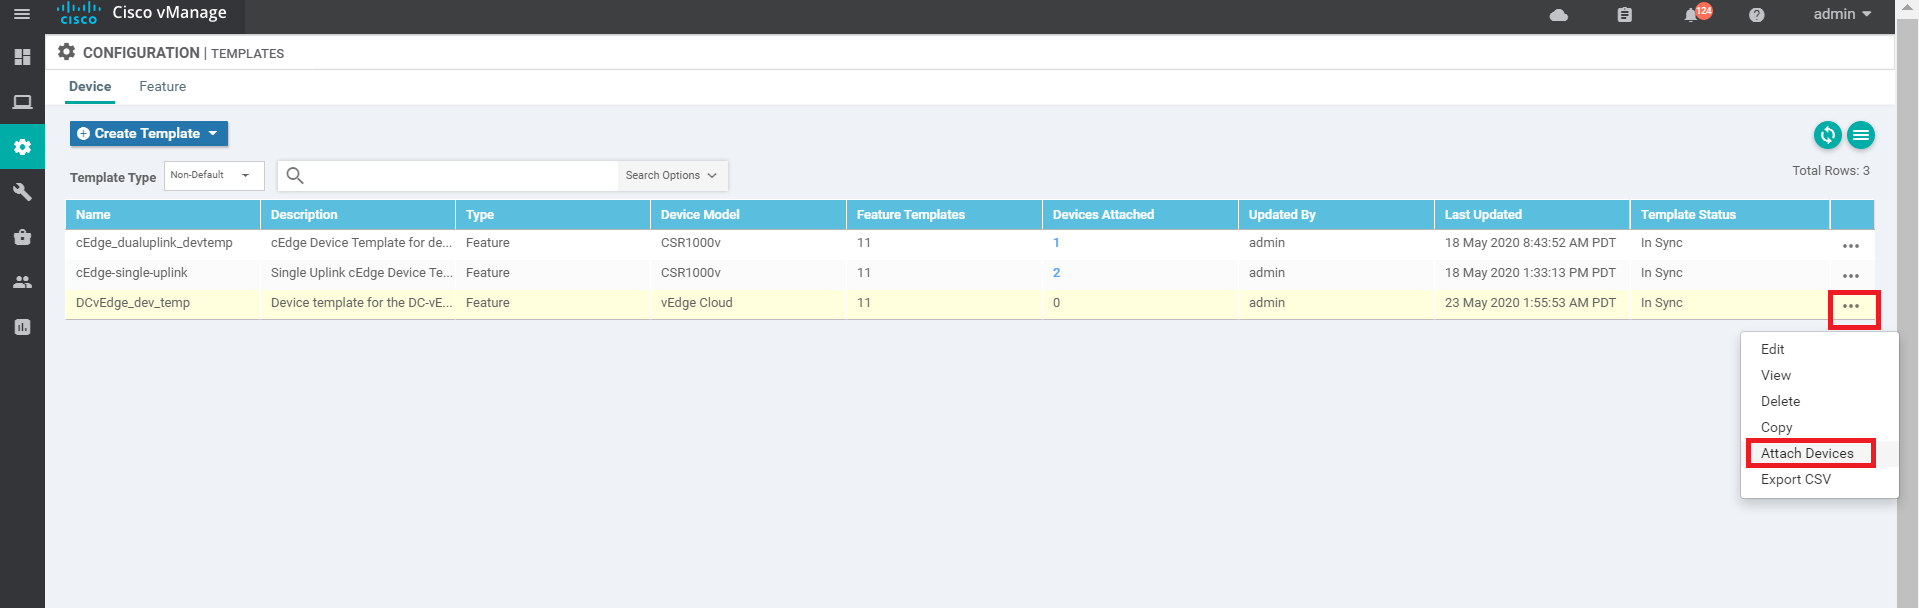 CISCO Cisco vManage 124 admin
CONFIGURATION | TEMPLATES
Device Feature
Create Template
Template Type Non-Default Search Options Total Rows: 3
Name Description Type Device Model Feature Templates Devices Attached Updated By Last Updated Template Status
cEdge_dualuplink_devtemp cEdge Device Template for de... Feature CSR1000v 11 1 admin 18 May 2020 8:43:52 AM PDT In Sync
cEdge-single-uplink Single Uplink cEdge Device Te... Feature CSR1000v 11 2 admin 18 May 2020 1:33:13 PM PDT In Sync
DCvEdge_dev_temp Device template for the DC-vE... Feature vEdge Cloud 11 0 admin 23 May 2020 1:55:53 AM PDT In Sync
Edit
View
Delete
Copy
Attach Devices
Export CSV